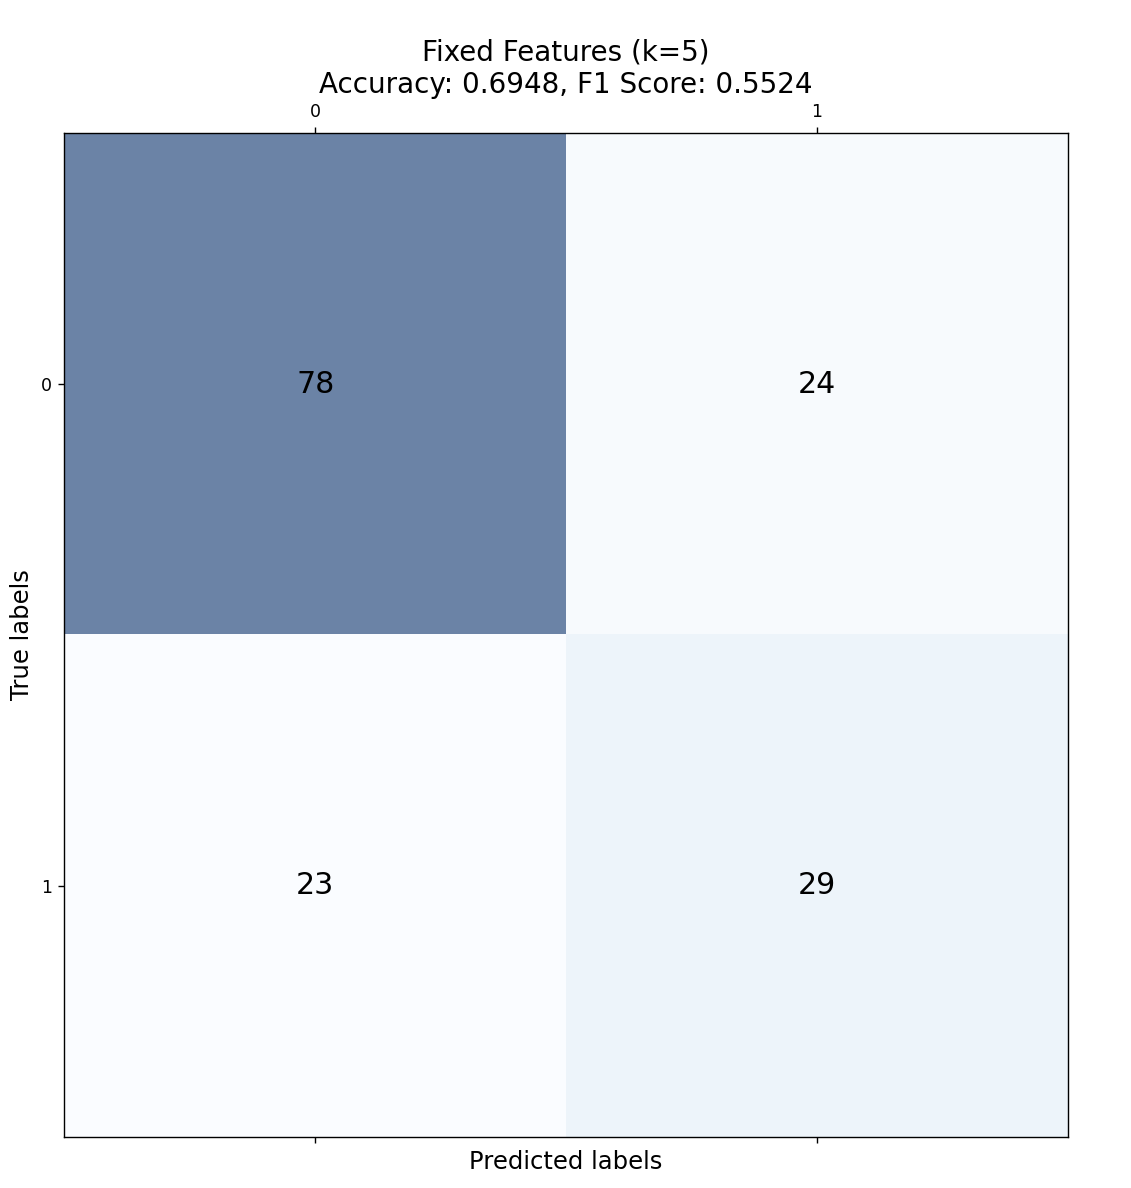 Fixed Features (k=5)
Accuracy: 0.6948, F1 Score: 0.5524
0 1
0 78 24
True labels
1 23 29
Predicted labels